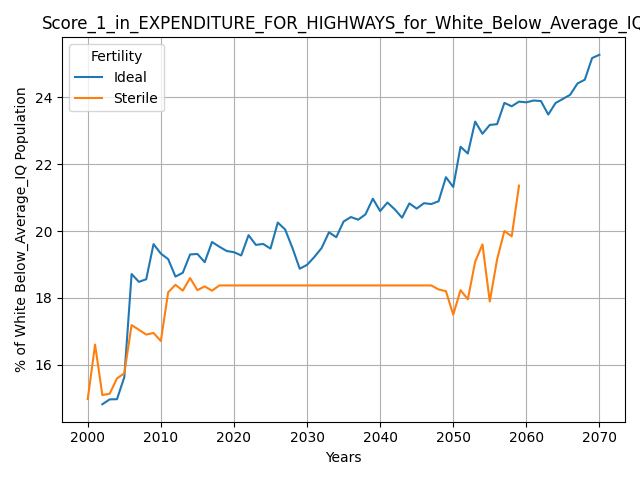 Score_1_in_EXPENDITURE_FOR_HIGHWAYS_for_White_Below_Average_IQ
Fertility
Ideal
Sterile
% of White Below_Average_IQ Population
24
22
20
18
16
2000 2010 2020 2030 2040 2050 2060 2070
Years